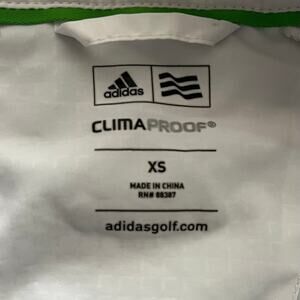 adidas
CLIMAPROOF®
XS
MADE IN CHINA
RN# 88387
adidasgolf.com